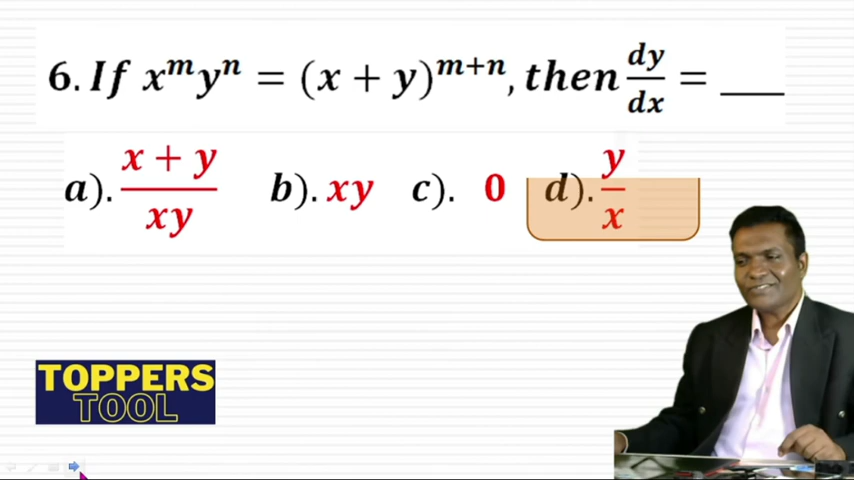 6. If x^m y^n = (x + y)^{m+n}, then dy/dx = ____
a). x + y/xy b). xy c). 0 d). y/x
TOPPERS
TOOL